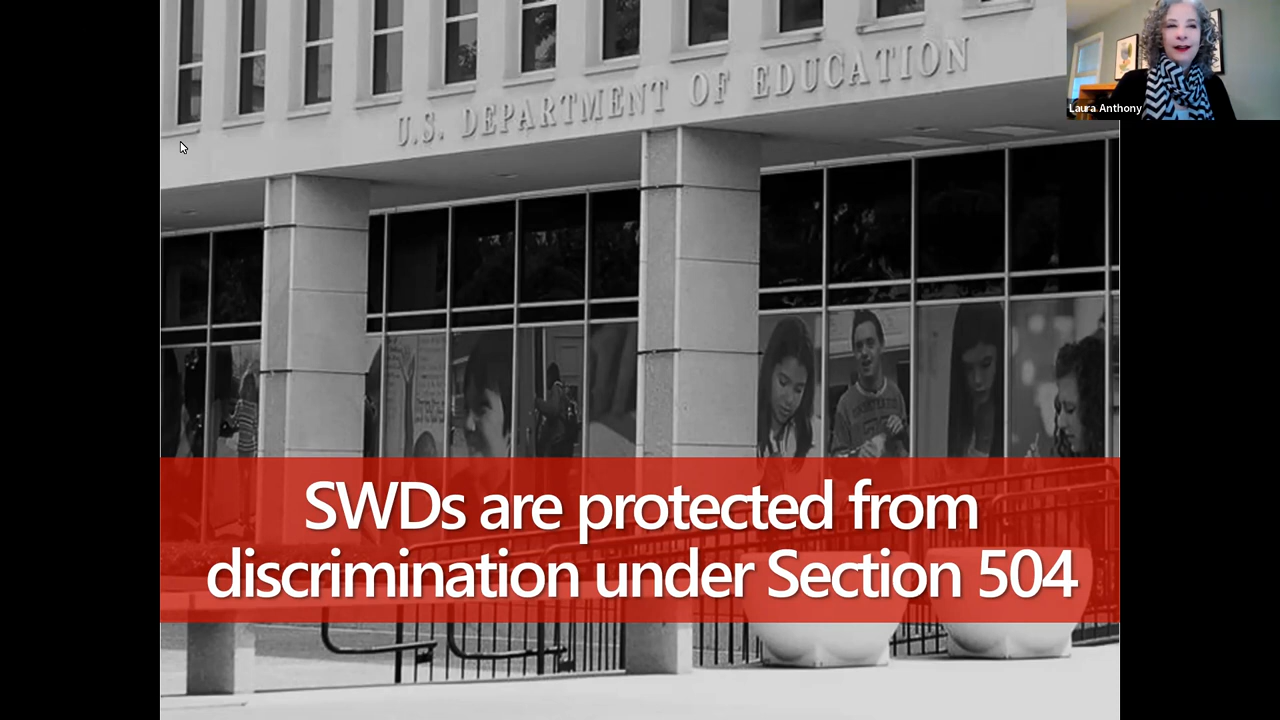 U.S. DEPARTMENT OF EDUCATION
Laura Anthony
SWDs are protected from
discrimination under Section 504